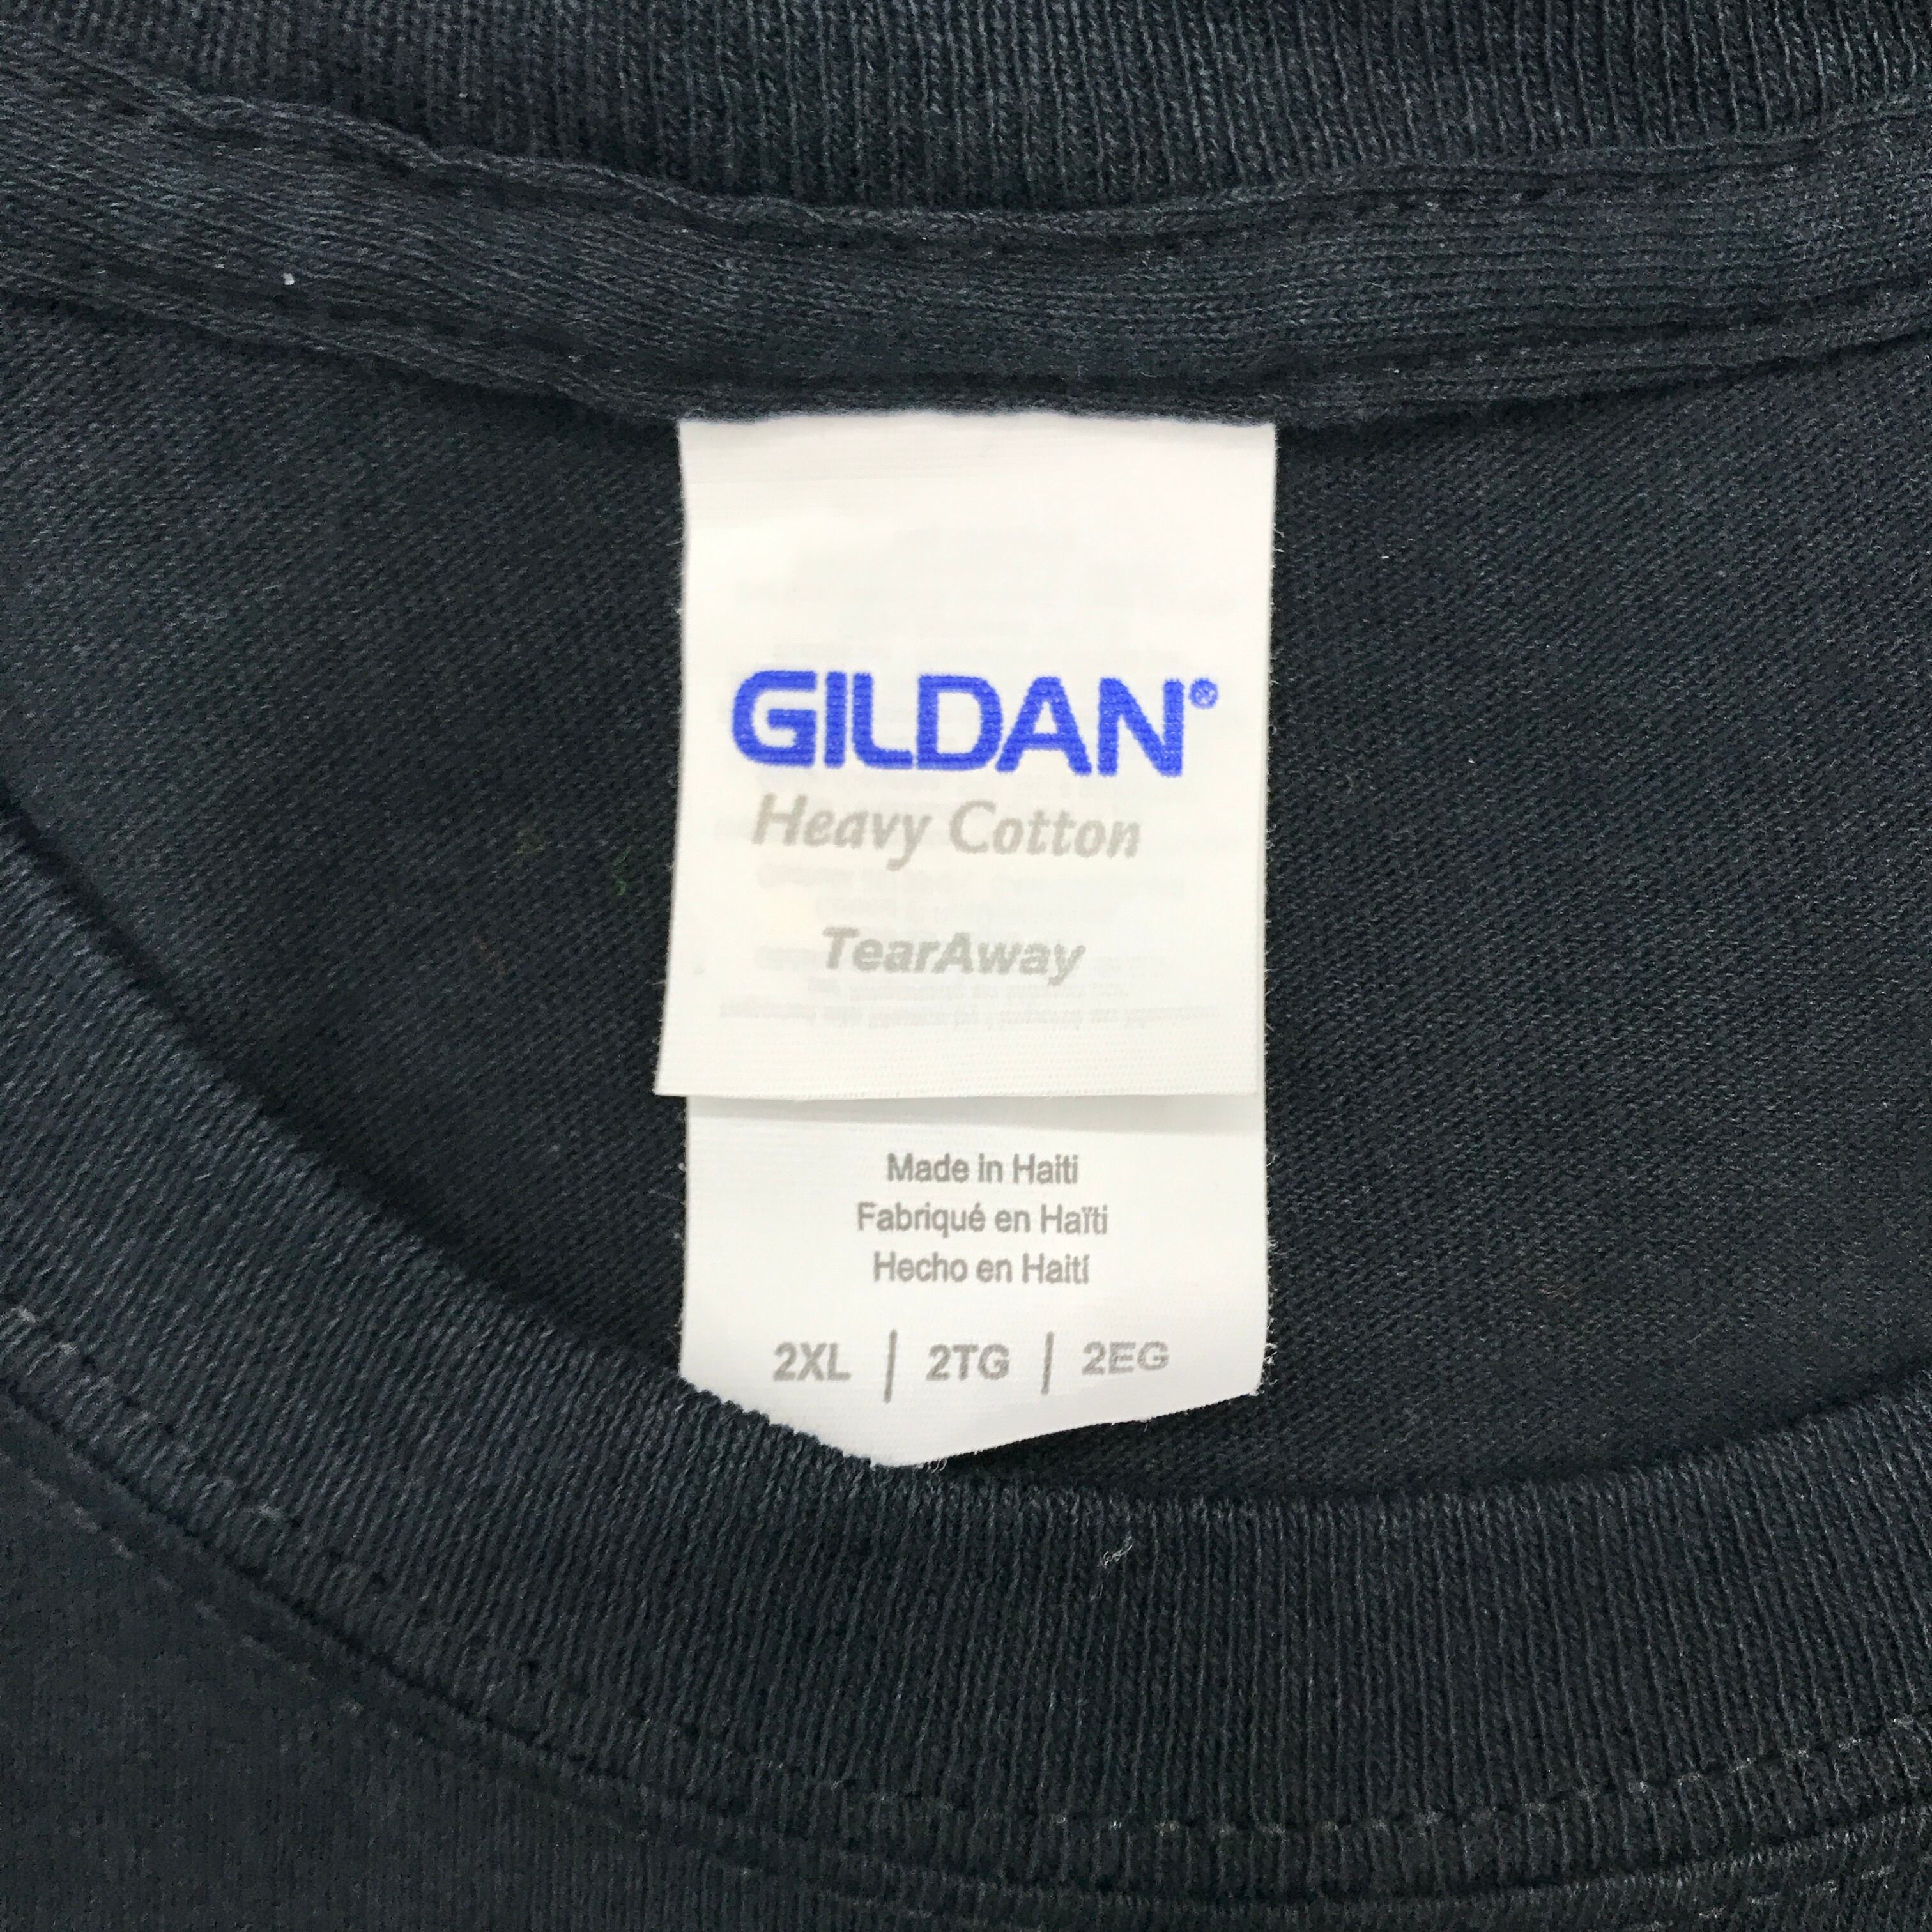 GILDAN®
Heavy Cotton
TearAway
Made in Haiti
Fabriqué en Haïti
Hecho en Haití
2XL | 2TG | 2EG